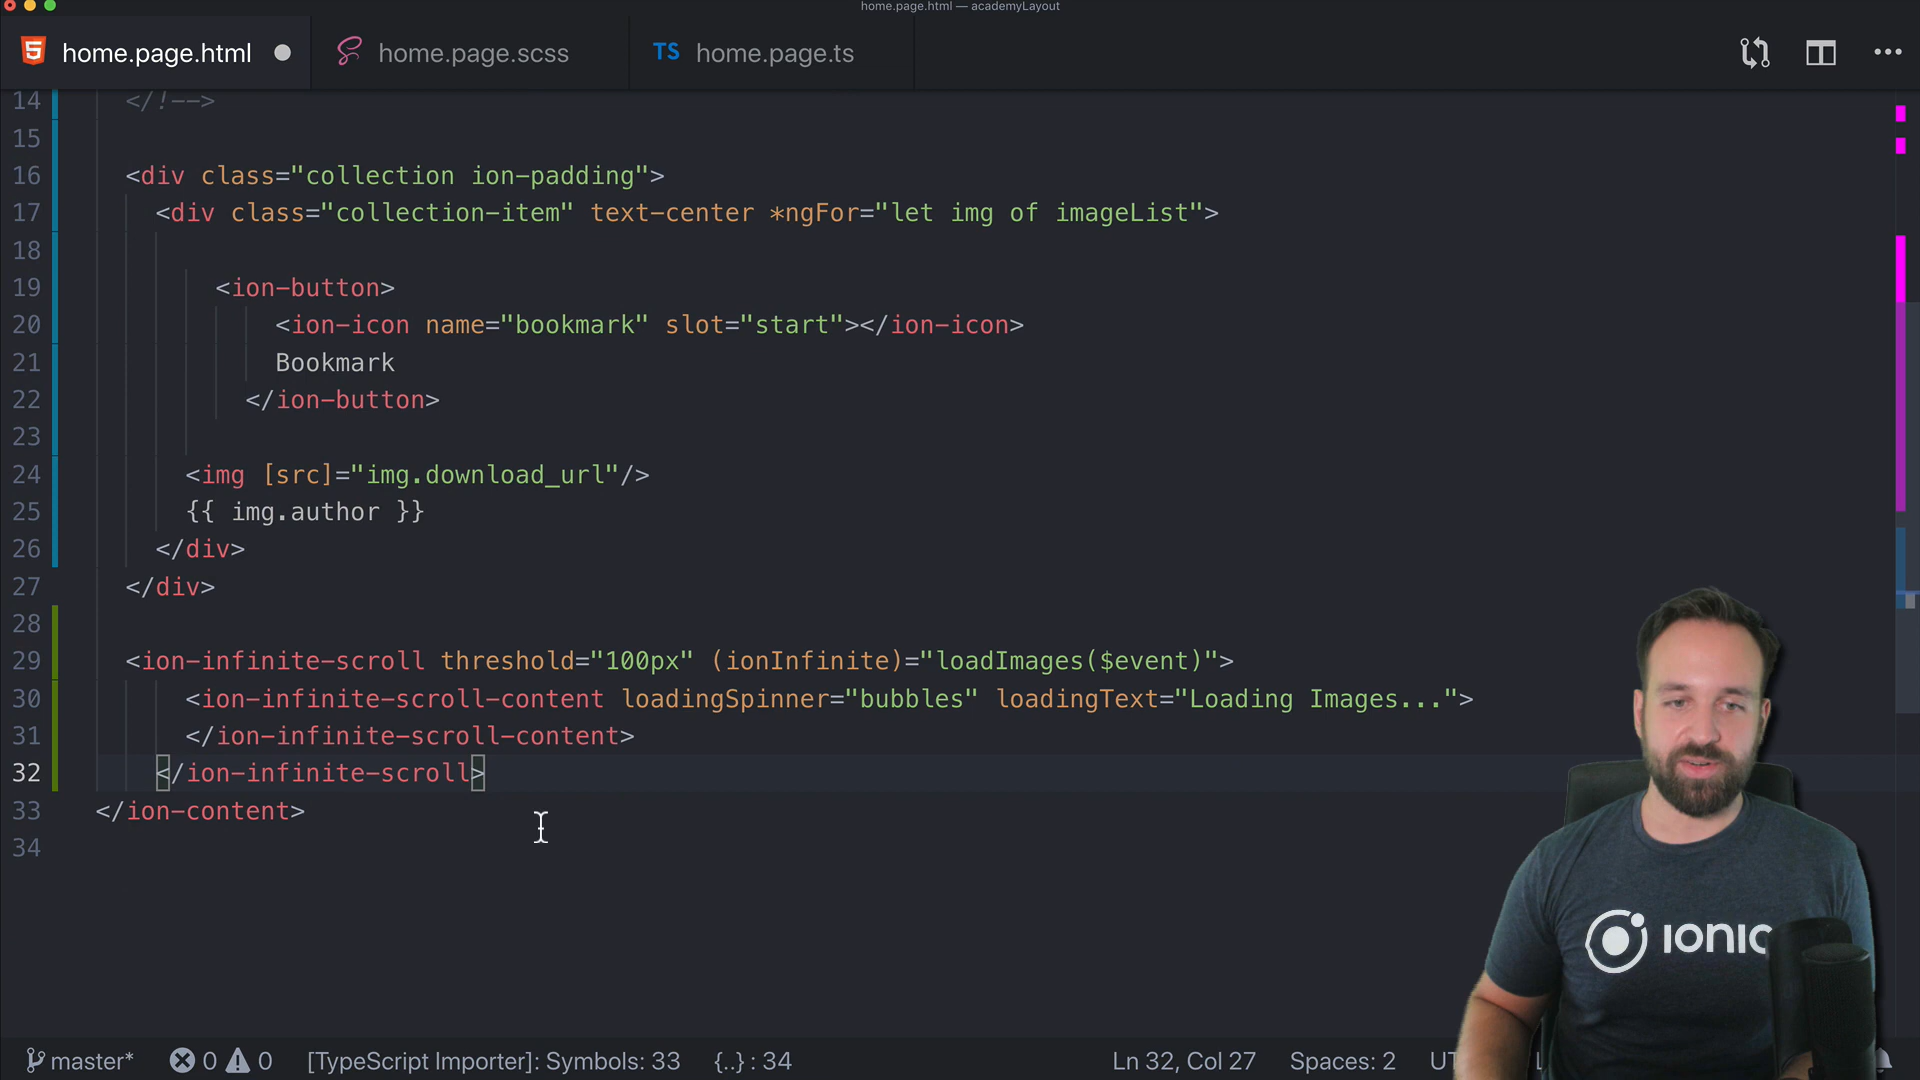 home.page.html — academyLayout
home.page.html
home.page.scss
TS home.page.ts
14 </!-->
15
16 <div class="collection ion-padding">
17 <div class="collection-item" text-center *ngFor="let img of imageList">
18
19 <ion-button>
20 <ion-icon name="bookmark" slot="start"></ion-icon>
21 Bookmark
22 </ion-button>
23
24 <img [src]="img.download_url"/>
25 {{ img.author }}
26 </div>
27 </div>
28
29 <ion-infinite-scroll threshold="100px" (ionInfinite)="loadImages($event)">
30 <ion-infinite-scroll-content loadingSpinner="bubbles" loadingText="Loading Images...">
31 </ion-infinite-scroll-content>
32 </ion-infinite-scroll>
33 </ion-content>
34
IONIC
master* 0 0 [TypeScript Importer]: Symbols: 33 {..} : 34 Ln 32, Col 27 Spaces: 2